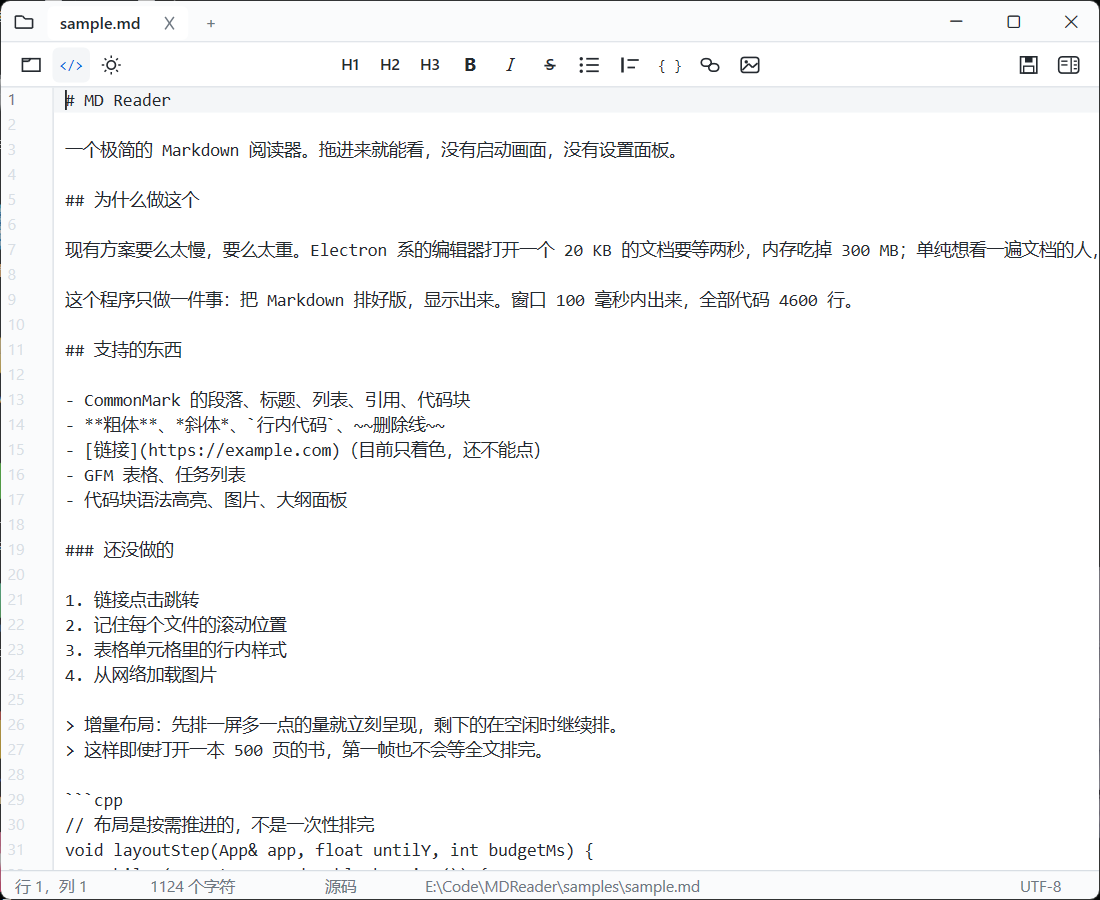 sample.md
</>
H1 H2 H3 B I S { }
1 # MD Reader
2
3 一个极简的 Markdown 阅读器。拖进来就能看，没有启动画面，没有设置面板。
4
5 ## 为什么做这个
6
7 现有方案要么太慢，要么太重。Electron 系的编辑器打开一个 20 KB 的文档要等两秒，内存吃掉 300 MB；单纯想看一遍文档的人，
8
9 这个程序只做一件事：把 Markdown 排好版，显示出来。窗口 100 毫秒内出来，全部代码 4600 行。
10
11 ## 支持的东西
12
13 - CommonMark 的段落、标题、列表、引用、代码块
14 - **粗体**、*斜体*、`行内代码`、~~删除线~~
15 - [链接](https://example.com)（目前只着色，还不能点）
16 - GFM 表格、任务列表
17 - 代码块语法高亮、图片、大纲面板
18
19 ### 还没做的
20
21 1. 链接点击跳转
22 2. 记住每个文件的滚动位置
23 3. 表格单元格里的行内样式
24 4. 从网络加载图片
25
26 > 增量布局：先排一屏多一点的量就立刻呈现，剩下的在空闲时继续排。
27 > 这样即使打开一本 500 页的书，第一帧也不会等全文排完。
28
29 ```cpp
30 // 布局是按需推进的，不是一次性排完
31 void layoutStep(App& app, float untilY, int budgetMs) {
行 1，列 1 1124 个字符 源码 E:\Code\MDReader\samples\sample.md UTF-8